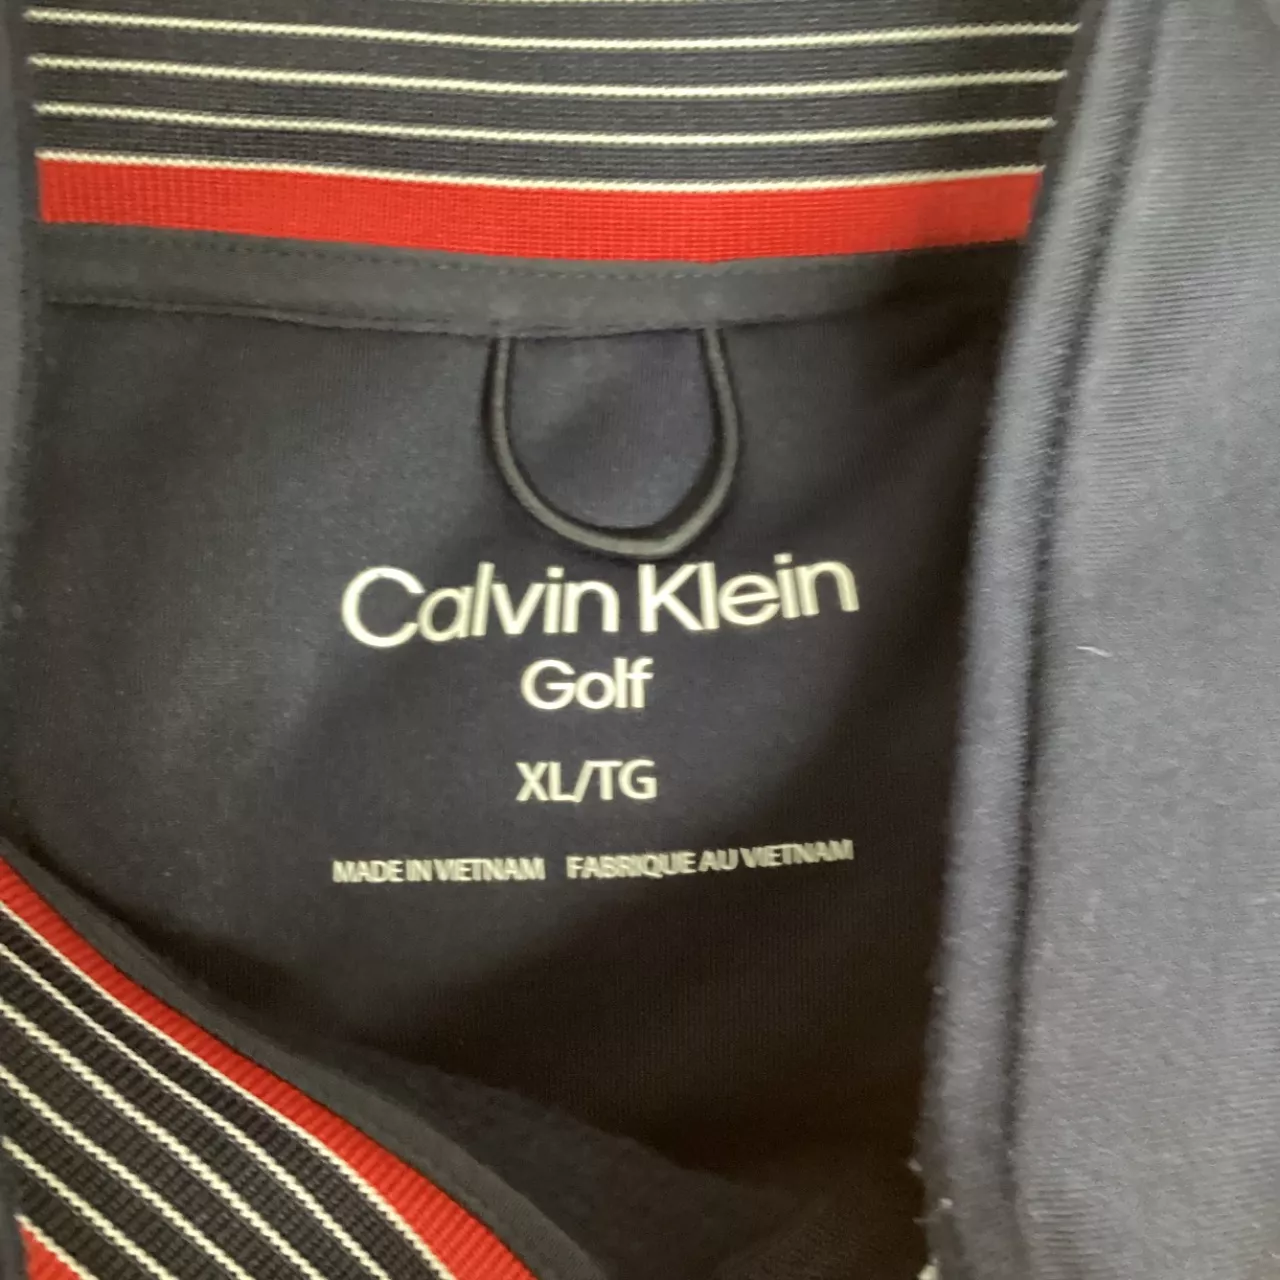 Calvin Klein
Golf
XL/TG
MADE IN VIETNAM FABRIQUE AU VIETNAM